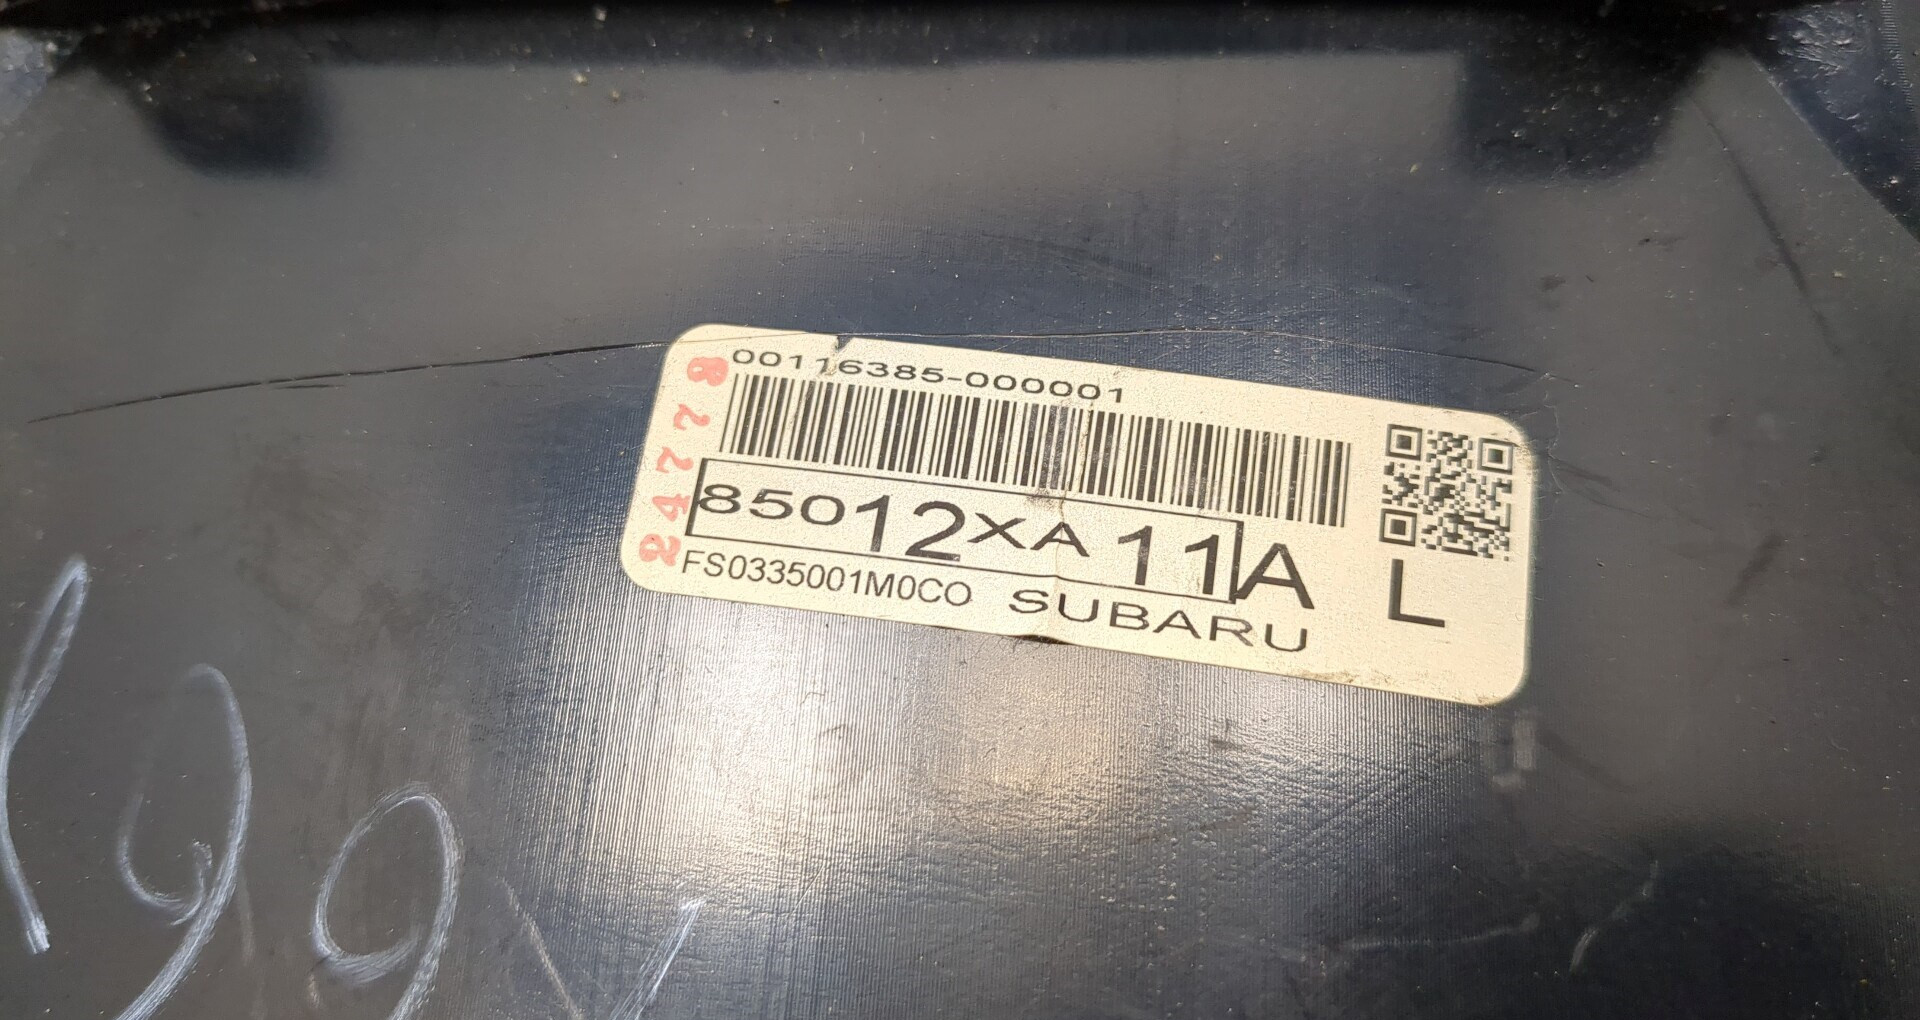 00116385-000001
24778
85012XA11A
L
FS0335001M0CO SUBARU